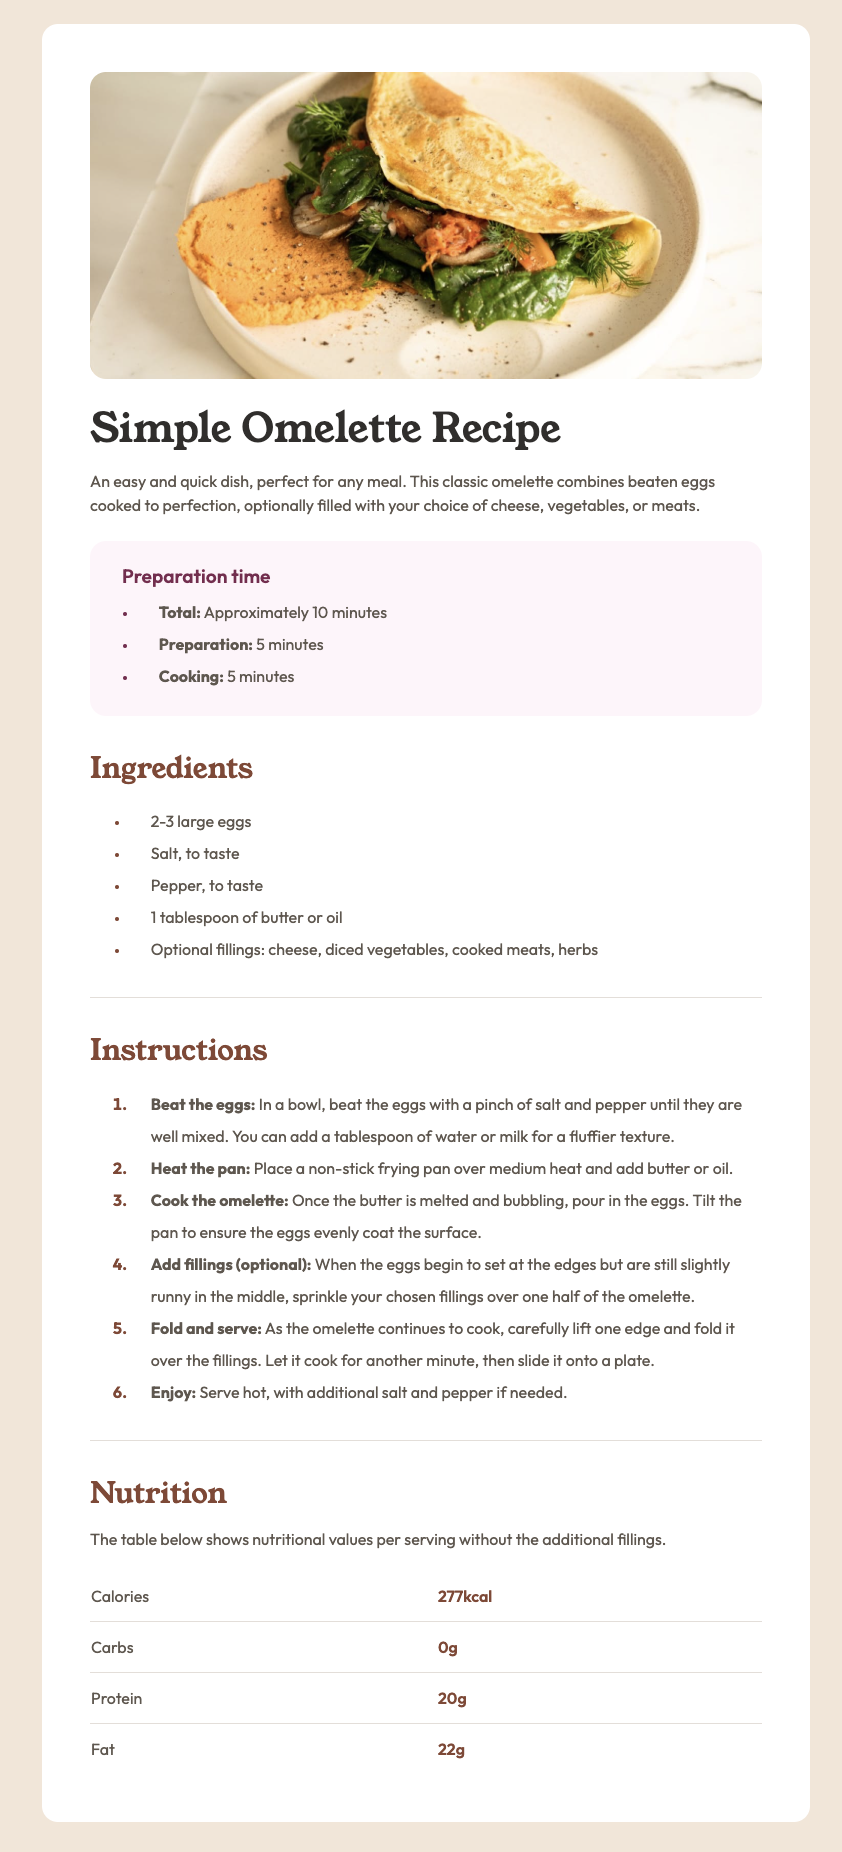 Simple Omelette Recipe
An easy and quick dish, perfect for any meal. This classic omelette combines beaten eggs
cooked to perfection, optionally filled with your choice of cheese, vegetables, or meats.
Preparation time
• Total: Approximately 10 minutes
• Preparation: 5 minutes
• Cooking: 5 minutes
Ingredients
• 2-3 large eggs
• Salt, to taste
• Pepper, to taste
• 1 tablespoon of butter or oil
• Optional fillings: cheese, diced vegetables, cooked meats, herbs
Instructions
1. Beat the eggs: In a bowl, beat the eggs with a pinch of salt and pepper until they are
well mixed. You can add a tablespoon of water or milk for a fluffier texture.
2. Heat the pan: Place a non-stick frying pan over medium heat and add butter or oil.
3. Cook the omelette: Once the butter is melted and bubbling, pour in the eggs. Tilt the
pan to ensure the eggs evenly coat the surface.
4. Add fillings (optional): When the eggs begin to set at the edges but are still slightly
runny in the middle, sprinkle your chosen fillings over one half of the omelette.
5. Fold and serve: As the omelette continues to cook, carefully lift one edge and fold it
over the fillings. Let it cook for another minute, then slide it onto a plate.
6. Enjoy: Serve hot, with additional salt and pepper if needed.
Nutrition
The table below shows nutritional values per serving without the additional fillings.
Calories 277kcal
Carbs 0g
Protein 20g
Fat 22g